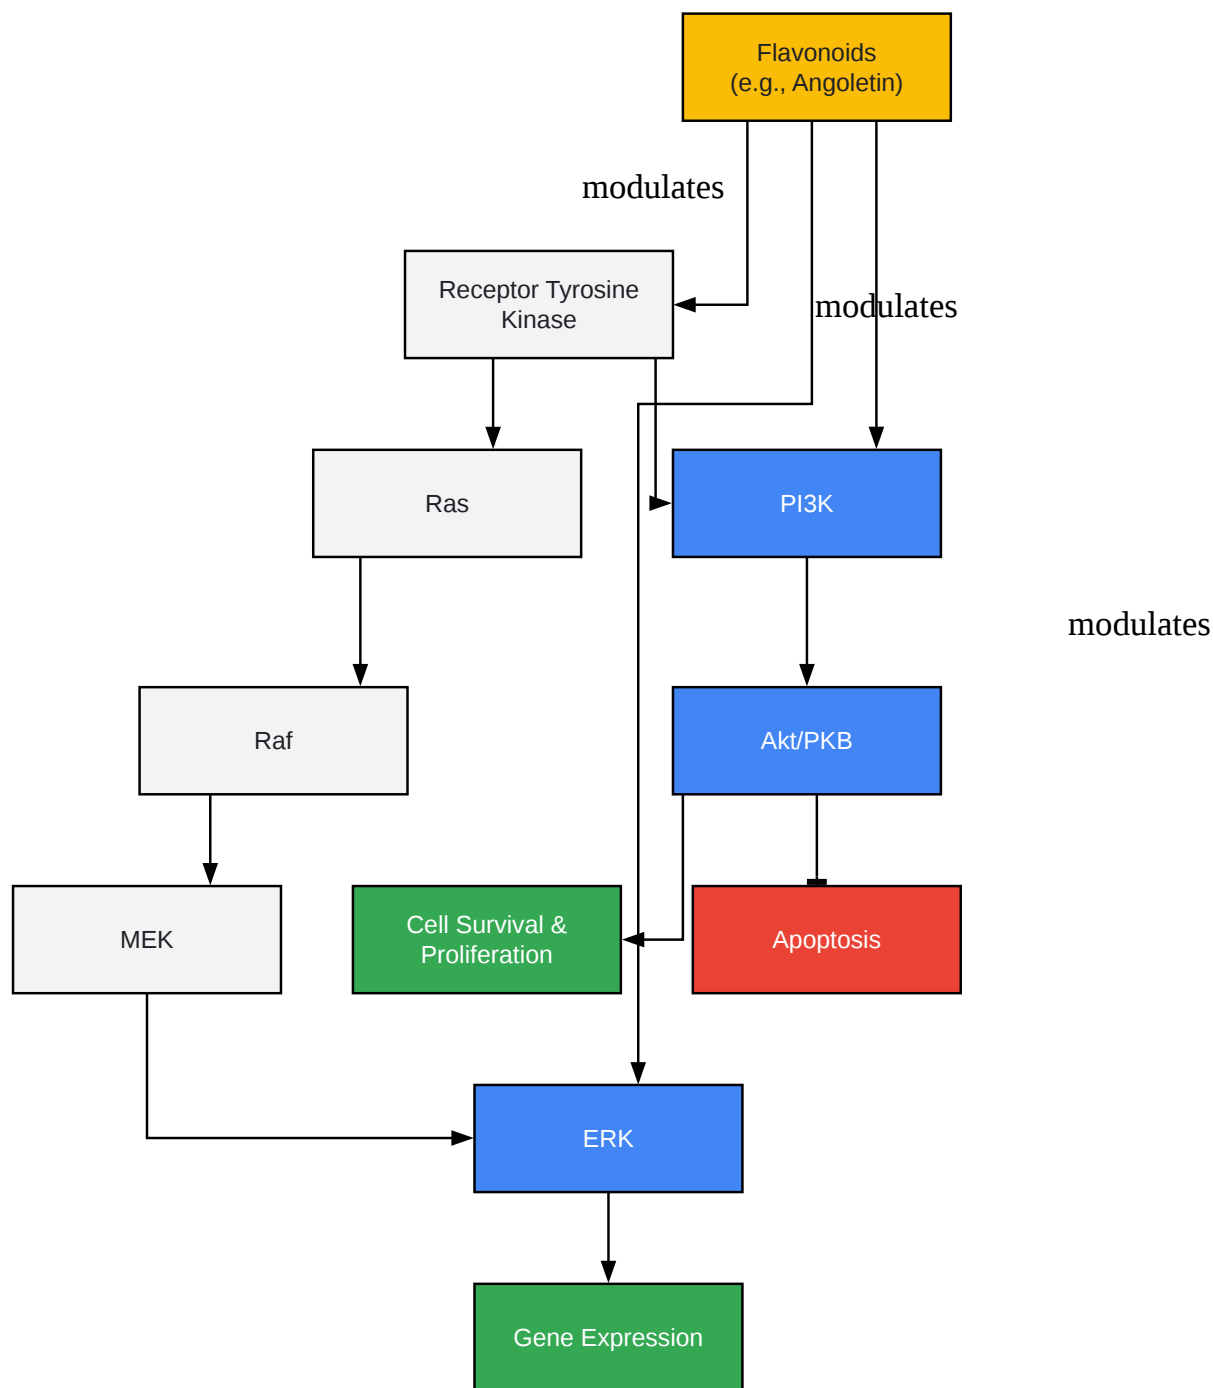 Flavonoids
(e.g., Angoletin)
modulates
Receptor Tyrosine
Kinase
modulates
Ras
PI3K
modulates
Raf
Akt/PKB
MEK
Cell Survival &
Proliferation
Apoptosis
ERK
Gene Expression